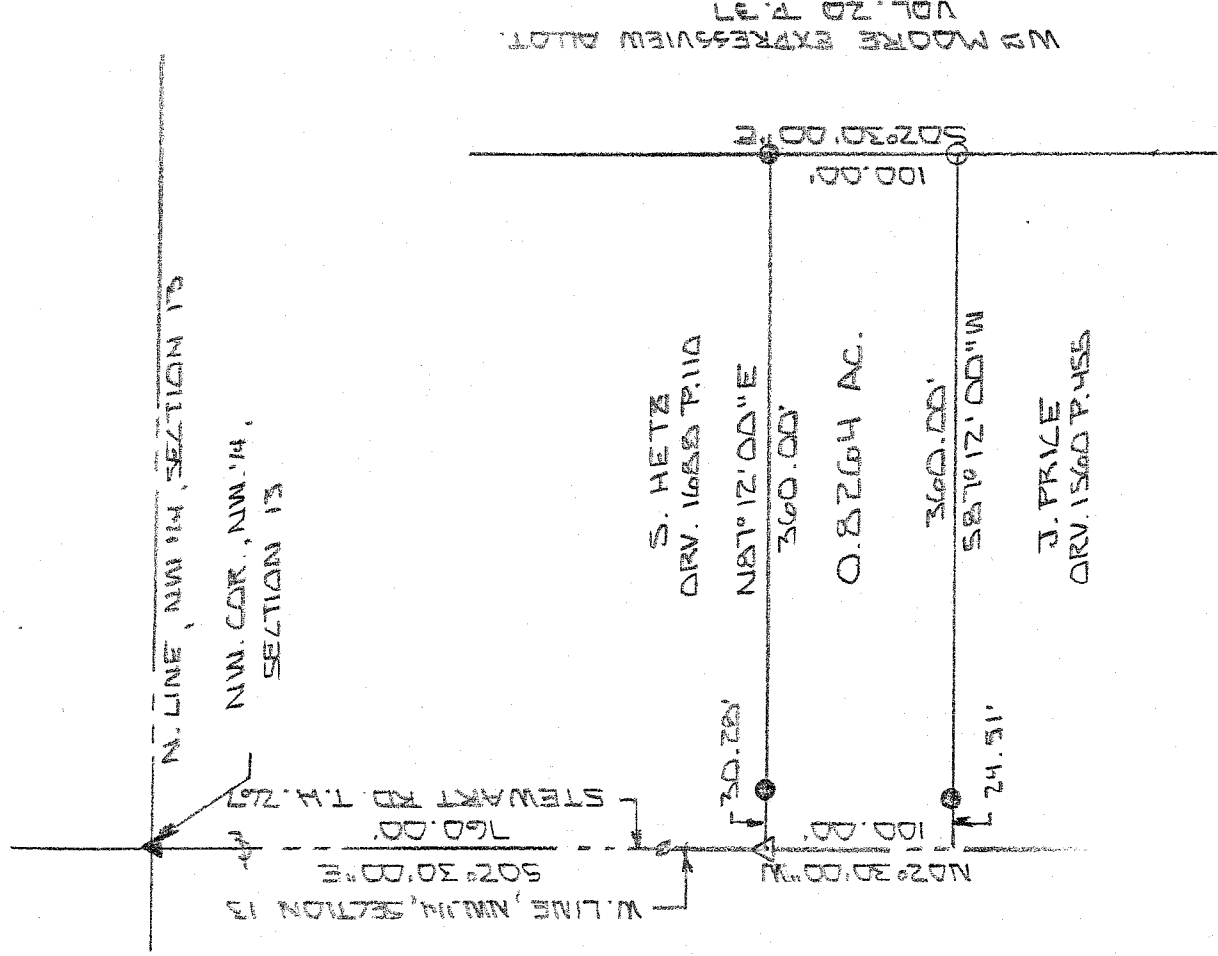 WM MOORE EXPRESSVIEW ALLOT.
VOL. 20 P. 37
S02°30'00"E
100.00'
N. LINE, NW 1/4, SECTION 13
NW. COR., NW. 1/4,
SECTION 13
S. HETZ
ORV. 1688 P. 110
N87°12'00"E
360.00'
0.8264 AC.
360.00'
S87°12'00"W
J. PRICE
ORV. 1560 P. 455
30.28'
24.51'
STEWART RD T.H. 267
760.00'
S02°30'00"E
W. LINE, NW. 1/4, SECTION 13
100.00'
N02°30'00"W